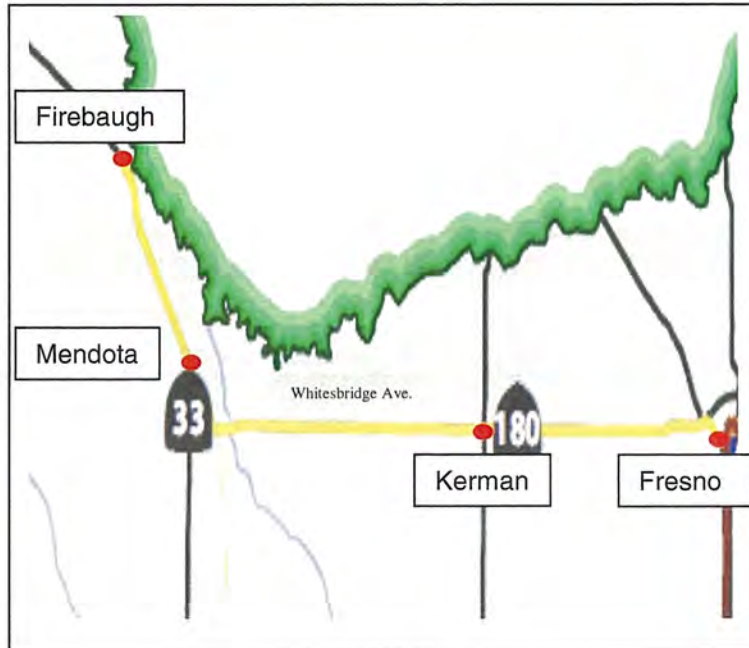 Firebaugh
Mendota
Whitesbridge Ave.
33
180
Kerman
Fresno